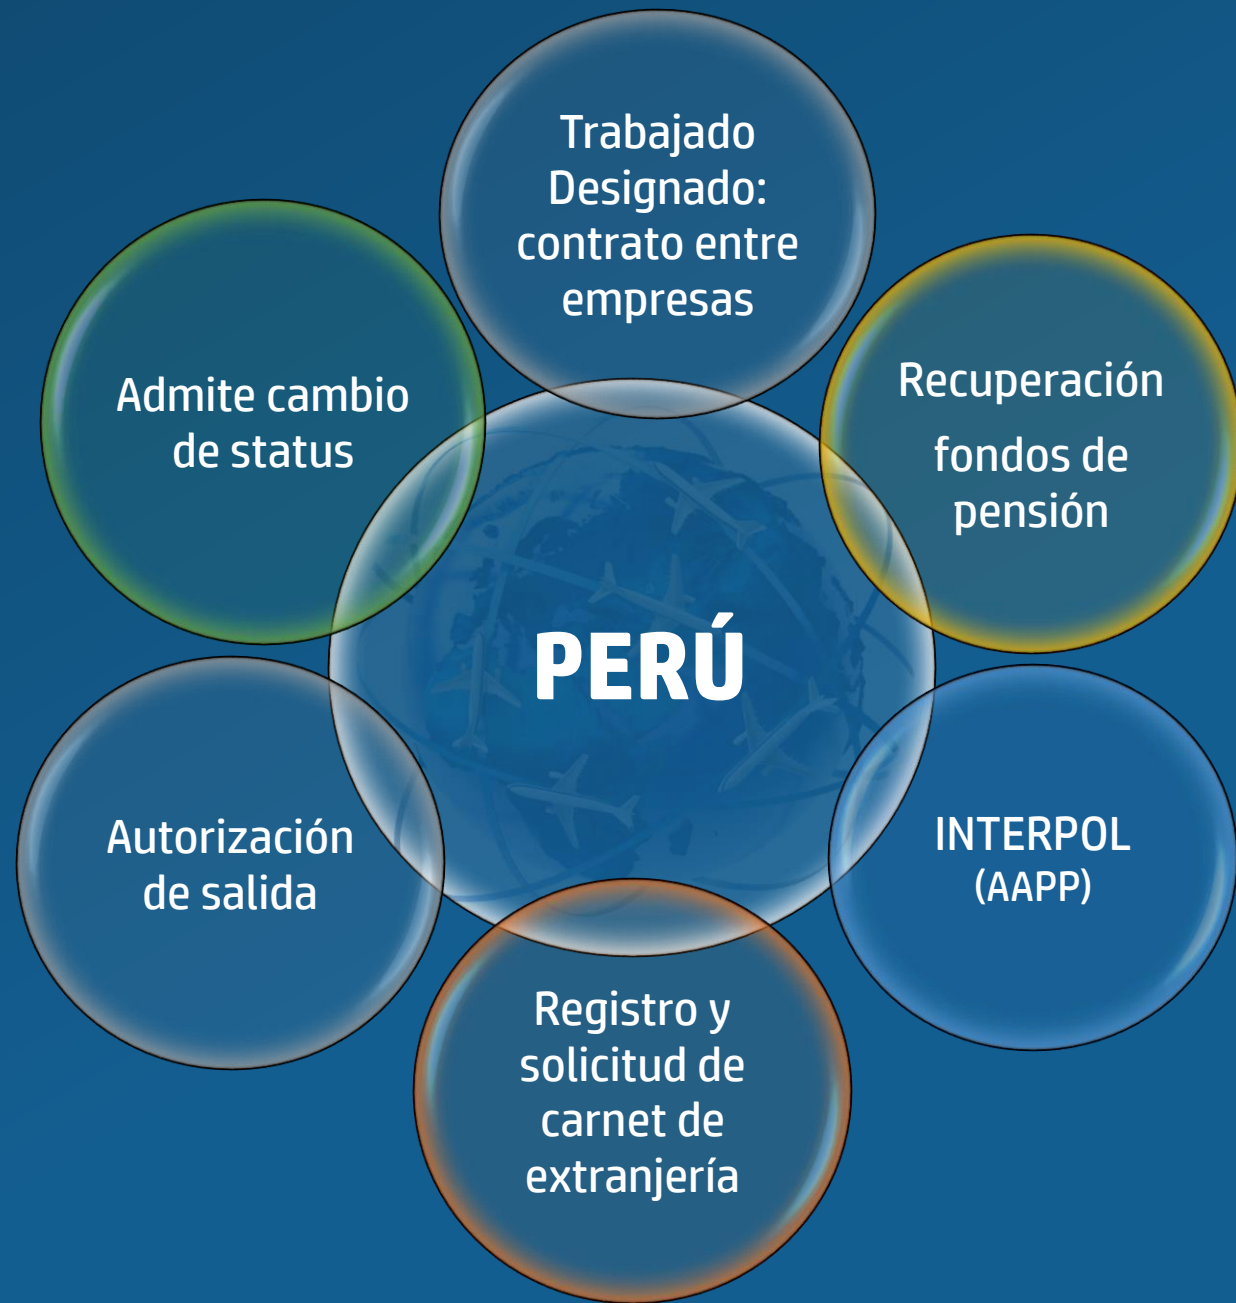 Trabajado
Designado:
contrato entre
empresas
Recuperación
fondos de
pensión
INTERPOL
(AAPP)
Registro y
solicitud de
carnet de
extranjería
Autorización
de salida
Admite cambio
de status
PERÚ